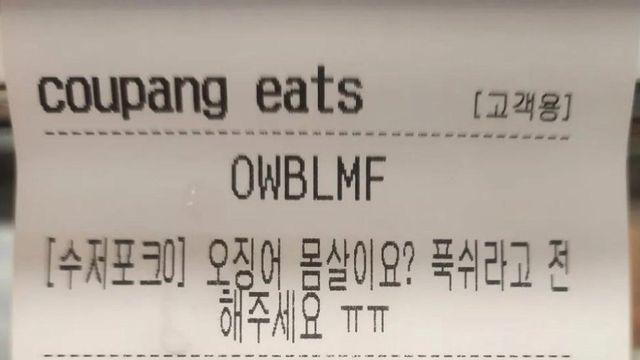 coupang eats [고객용]
0WBLMF
[수저포크0] 오징어 몸살이요? 푹쉬라고 전
해주세요 ㅠㅠ